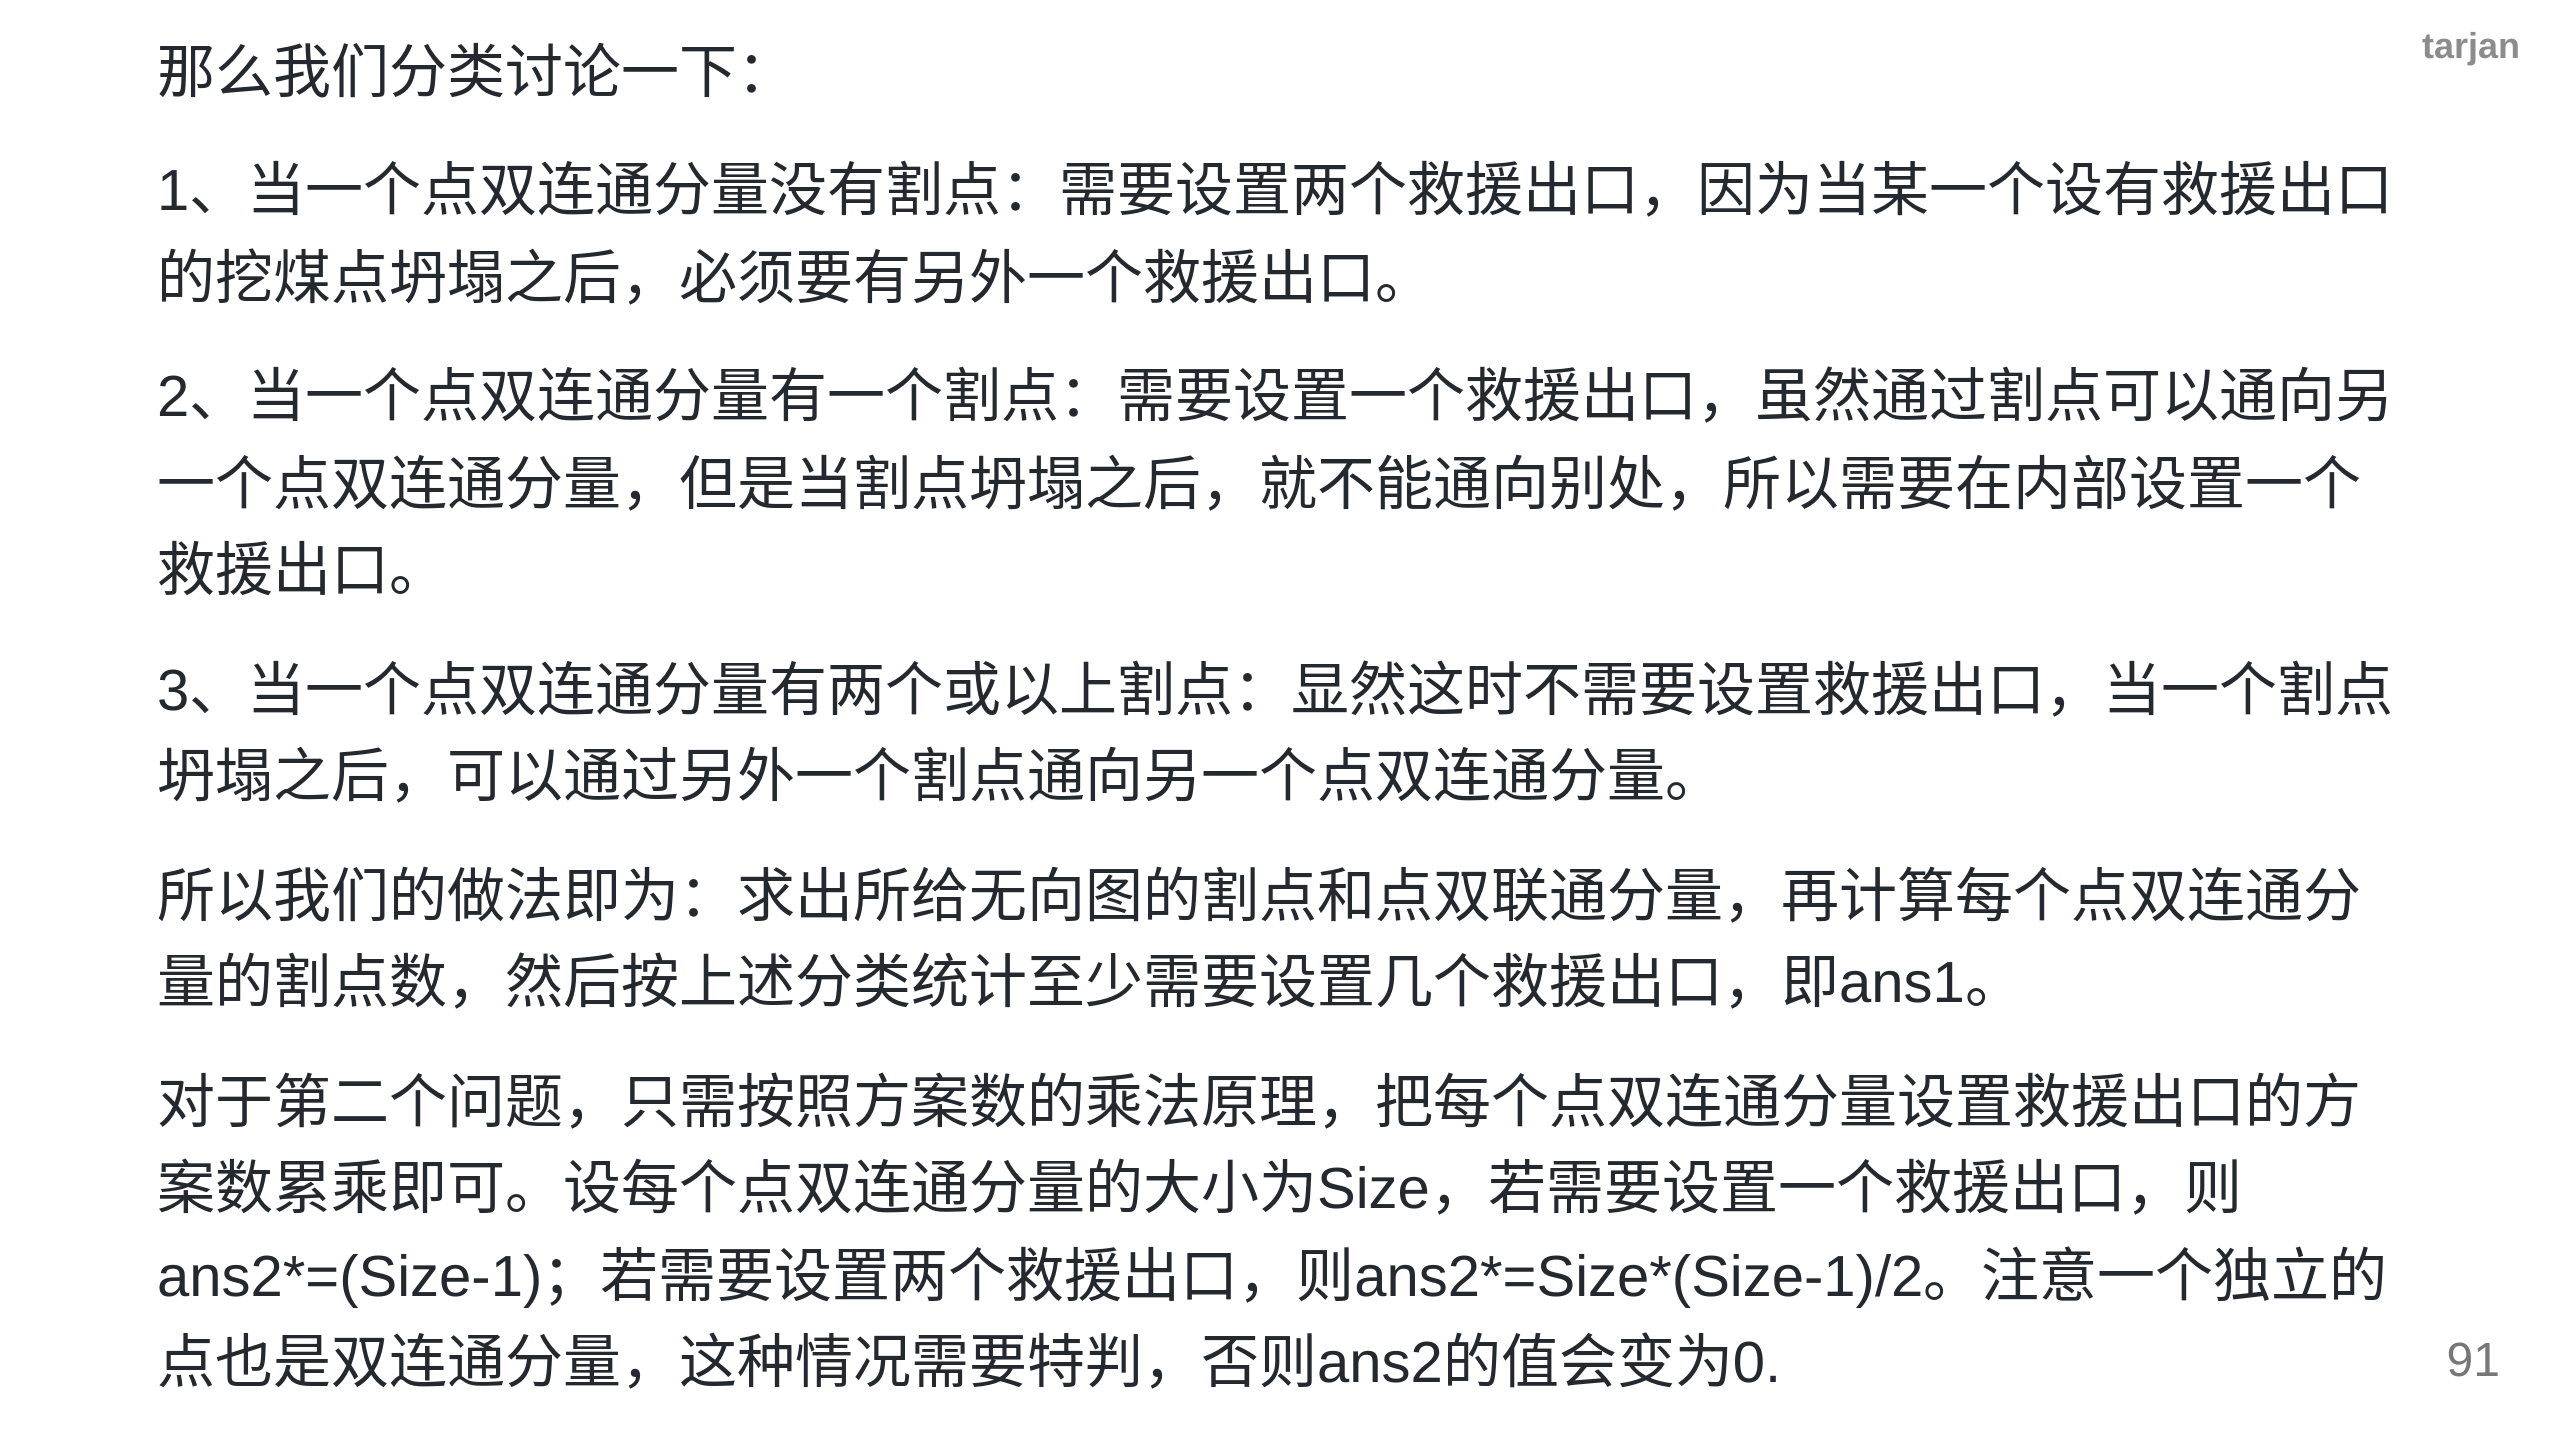 tarjan
那么我们分类讨论一下：
1、当一个点双连通分量没有割点：需要设置两个救援出口，因为当某一个设有救援出口
的挖煤点坍塌之后，必须要有另外一个救援出口。
2、当一个点双连通分量有一个割点：需要设置一个救援出口，虽然通过割点可以通向另
一个点双连通分量，但是当割点坍塌之后，就不能通向别处，所以需要在内部设置一个
救援出口。
3、当一个点双连通分量有两个或以上割点：显然这时不需要设置救援出口，当一个割点
坍塌之后，可以通过另外一个割点通向另一个点双连通分量。
所以我们的做法即为：求出所给无向图的割点和点双联通分量，再计算每个点双连通分
量的割点数，然后按上述分类统计至少需要设置几个救援出口，即ans1。
对于第二个问题，只需按照方案数的乘法原理，把每个点双连通分量设置救援出口的方
案数累乘即可。设每个点双连通分量的大小为Size，若需要设置一个救援出口，则
ans2*=(Size-1)；若需要设置两个救援出口，则ans2*=Size*(Size-1)/2。注意一个独立的
点也是双连通分量，这种情况需要特判，否则ans2的值会变为0.
91